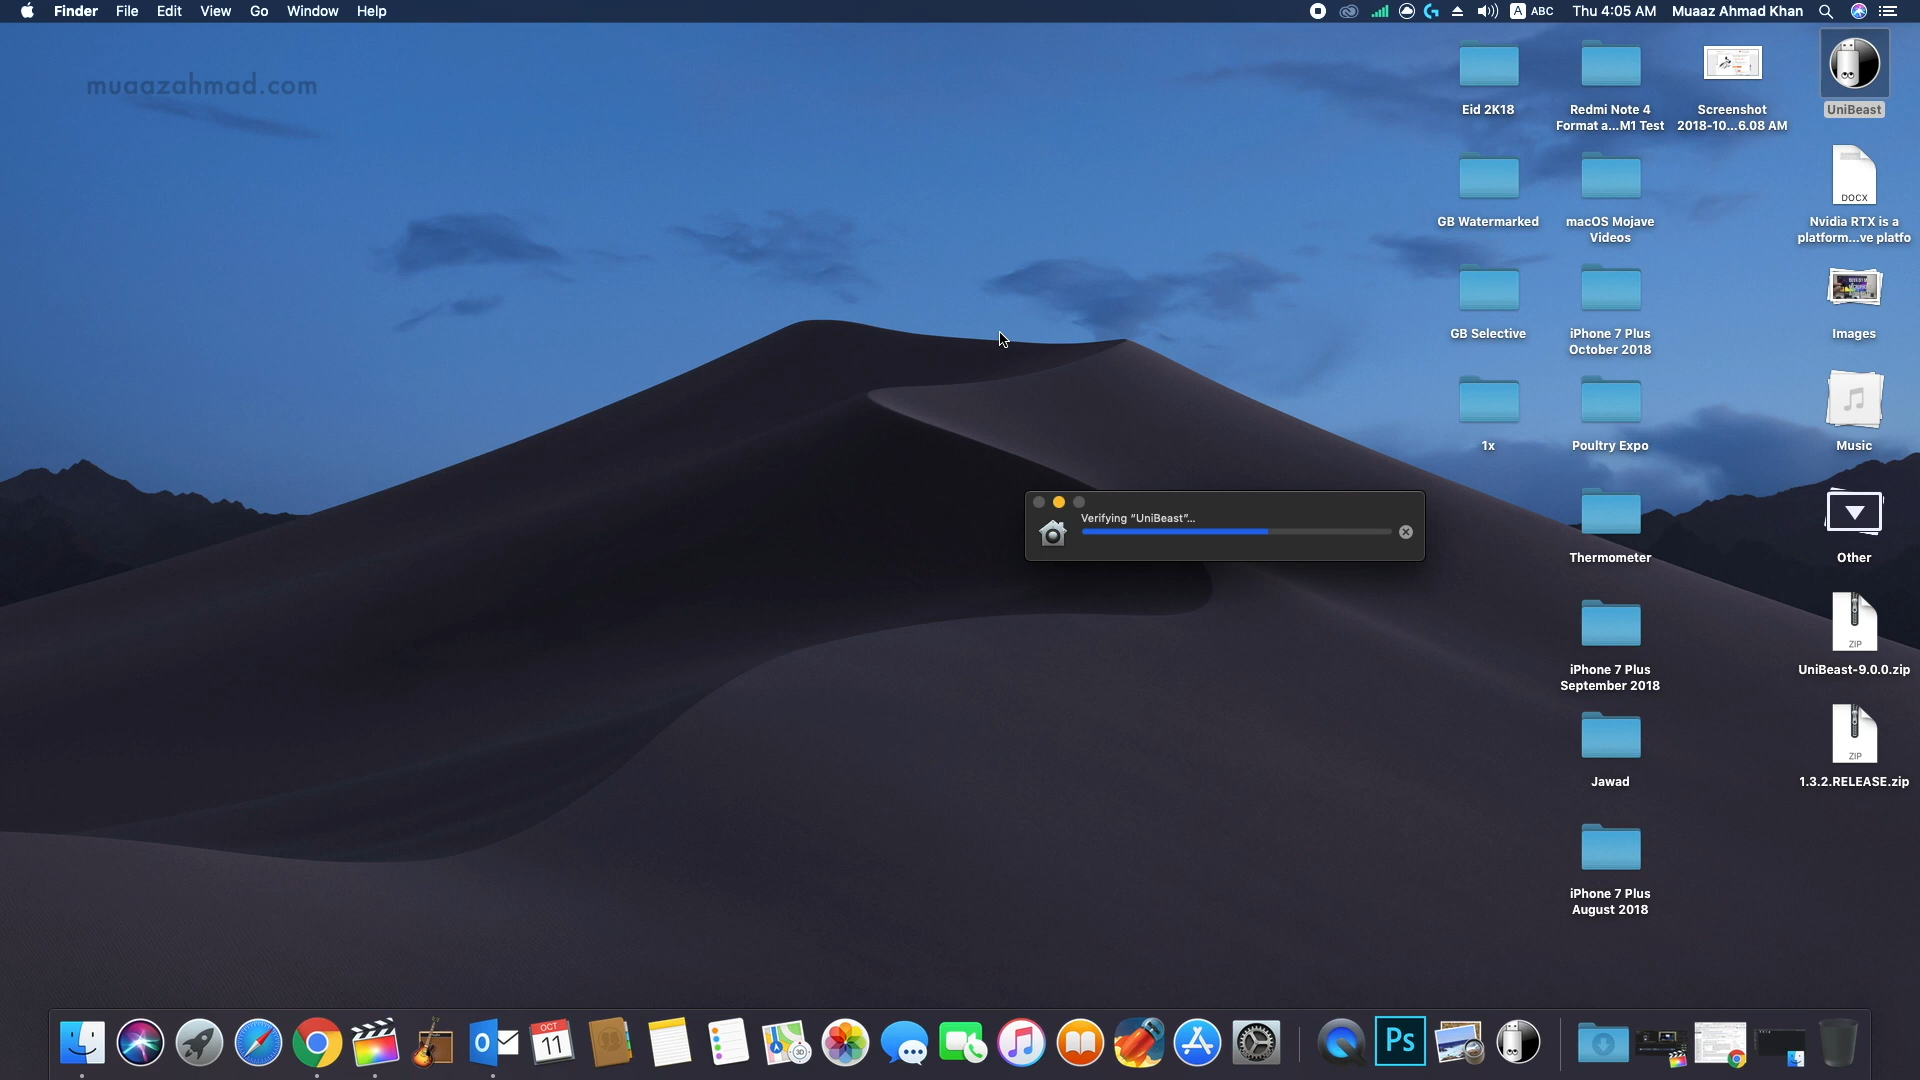 Finder File Edit View Go Window Help
A ABC Thu 4:05 AM Muaaz Ahmad Khan
muaazahmad.com
Eid 2K18
Redmi Note 4
Format a...M1 Test
Screenshot
2018-10...6.08 AM
UniBeast
GB Watermarked
macOS Mojave
Videos
DOCX
Nvidia RTX is a
platform...ve platfo
GB Selective
iPhone 7 Plus
October 2018
Images
1x
Poultry Expo
Music
Verifying “UniBeast”...
Thermometer
Other
iPhone 7 Plus
September 2018
ZIP
UniBeast-9.0.0.zip
Jawad
ZIP
1.3.2.RELEASE.zip
iPhone 7 Plus
August 2018
OCT
11
3D
Ps